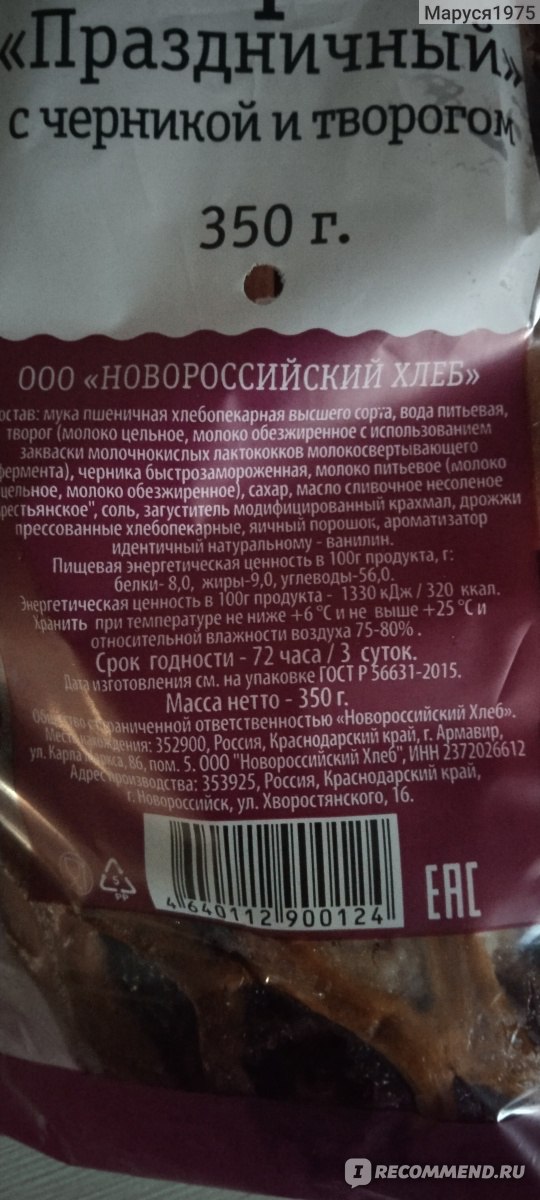 Маруся1975
«Праздничный»
с черникой и творогом
350 г.
ООО «НОВОРОССИЙСКИЙ ХЛЕБ»
остав: мука пшеничная хлебопекарная высшего сорта, вода питьевая,
творог (молоко цельное, молоко обезжиренное с использованием
закваски молочнокислых лактококков молокосвертывающего
фермента), черника быстрозамороженная, молоко питьевое (молоко
цельное, молоко обезжиренное), сахар, масло сливочное несоленое
рестьянское", соль, загуститель модифицированный крахмал, дрожжи
прессованные хлебопекарные, яичный порошок, ароматизатор
идентичный натуральному - ванилин.
Пищевая энергетическая ценность в 100г продукта, г:
белки- 8,0, жиры-9,0, углеводы-56,0.
Энергетическая ценность в 100г продукта - 1330 кДж / 320 ккал.
Хранить при температуре не ниже +6 °С и не выше +25 °С и
относительной влажности воздуха 75-80% .
Срок годности - 72 часа / 3 суток.
Дата изготовления см. на упаковке ГОСТ Р 56631-2015.
Масса нетто - 350 г.
Общество с ограниченной ответственностью «Новороссийский Хлеб».
Местонахождения: 352900, Россия, Краснодарский край, г. Армавир,
ул. Карла Маркса, 86, пом. 5. ООО "Новороссийский Хлеб", ИНН 2372026612
Адрес производства: 353925, Россия, Краснодарский край,
г. Новороссийск, ул. Хворостянского, 16.
5
PP
4 640112 900124
EAC
IRECOMMEND.RU